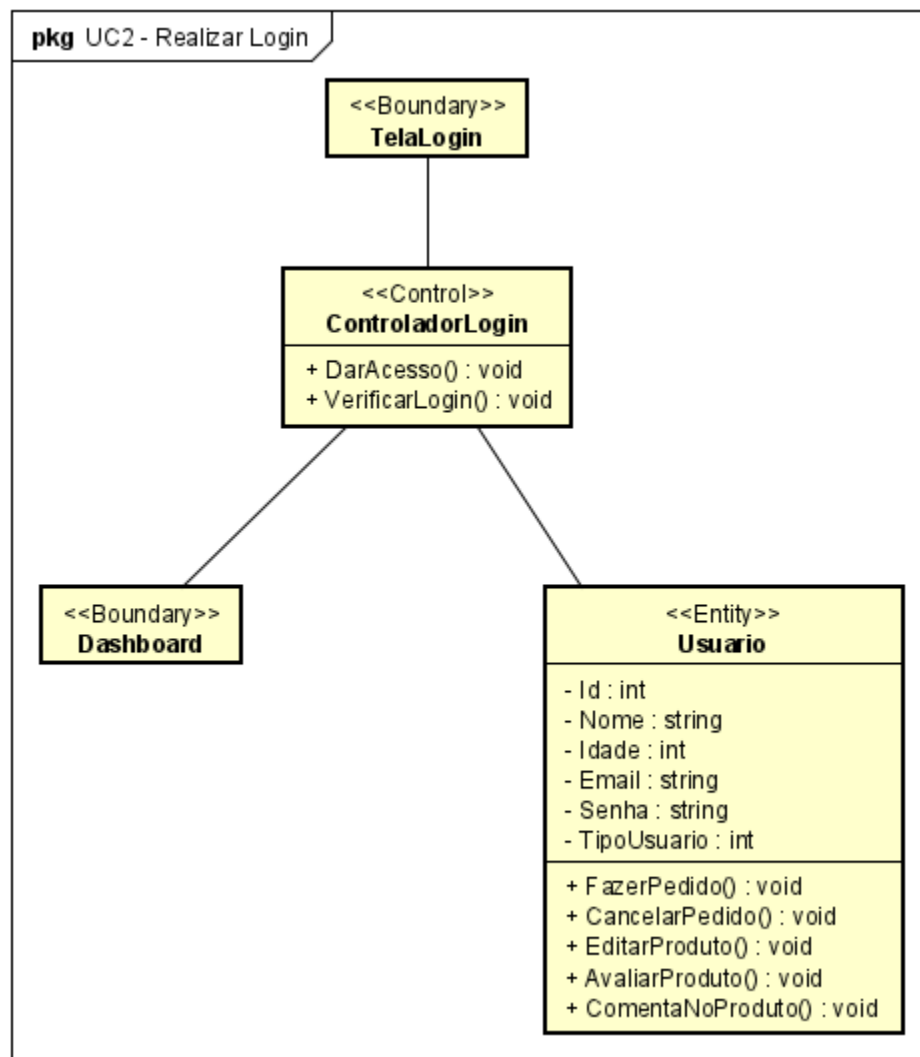 pkg UC2 - Realizar Login
<<Boundary>>
TelaLogin
<<Control>>
ControladorLogin
+ DarAcesso() : void
+ VerificarLogin() : void
<<Boundary>>
Dashboard
<<Entity>>
Usuario
- Id : int
- Nome : string
- Idade : int
- Email : string
- Senha : string
- TipoUsuario : int
+ FazerPedido() : void
+ CancelarPedido() : void
+ EditarProduto() : void
+ AvaliarProduto() : void
+ ComentaNoProduto() : void